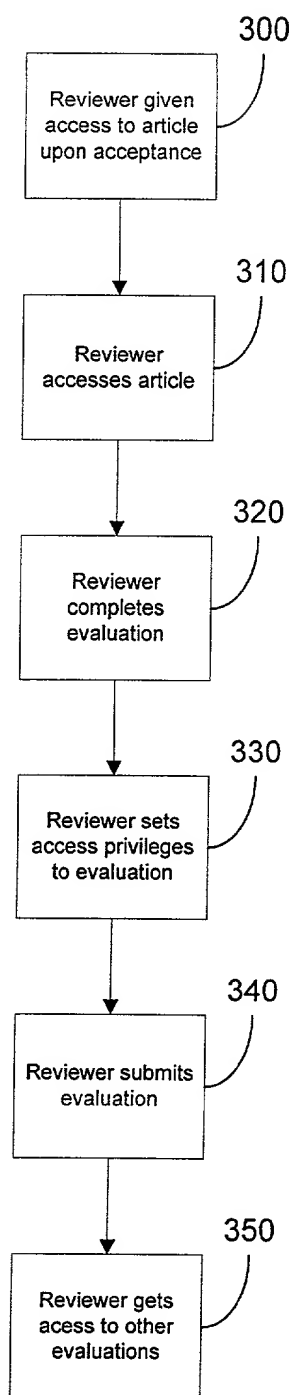 300
Reviewer given
access to article
upon acceptance
310
Reviewer
accesses article
320
Reviewer
completes
evaluation
330
Reviewer sets
access privileges
to evaluation
340
Reviewer submits
evaluation
350
Reviewer gets
acess to other
evaluations